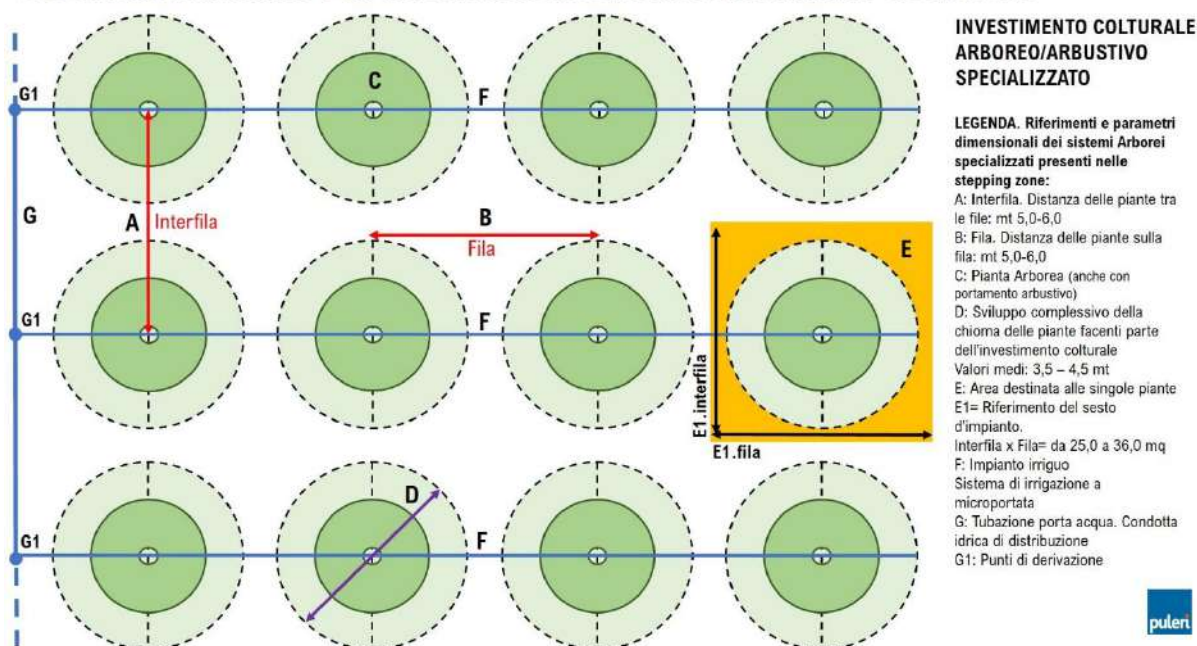 INVESTIMENTO COLTURALE
ARBOREO/ARBUSTIVO
SPECIALIZZATO
LEGENDA. Riferimenti e parametri
dimensionali dei sistemi Arborei
specializzati presenti nelle
stepping zone:
A: Interfila. Distanza delle piante tra
le file: mt 5,0-6,0
B: Fila. Distanza delle piante sulla
fila: mt 5,0-6,0
C: Pianta Arborea (anche con
portamento arbustivo)
D: Sviluppo complessivo della
chioma delle piante facenti parte
dell'investimento colturale
Valori medi: 3,5 – 4,5 mt
E: Area destinata alle singole piante
E1= Riferimento del sesto
d'impianto.
Interfila x Fila= da 25,0 a 36,0 mq
F: Impianto irriguo
Sistema di irrigazione a
microportata
G: Tubazione porta acqua. Condotta
idrica di distribuzione
G1: Punti di derivazione
puleri
G1
C
F
G
A
Interfila
B
Fila
E
G1
F
E1.interfila
E1.fila
G1
D
F